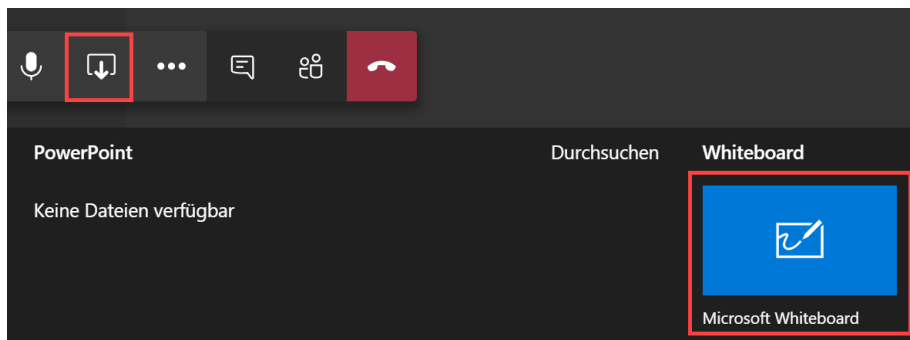 PowerPoint
Durchsuchen
Whiteboard
Keine Dateien verfügbar
Microsoft Whiteboard